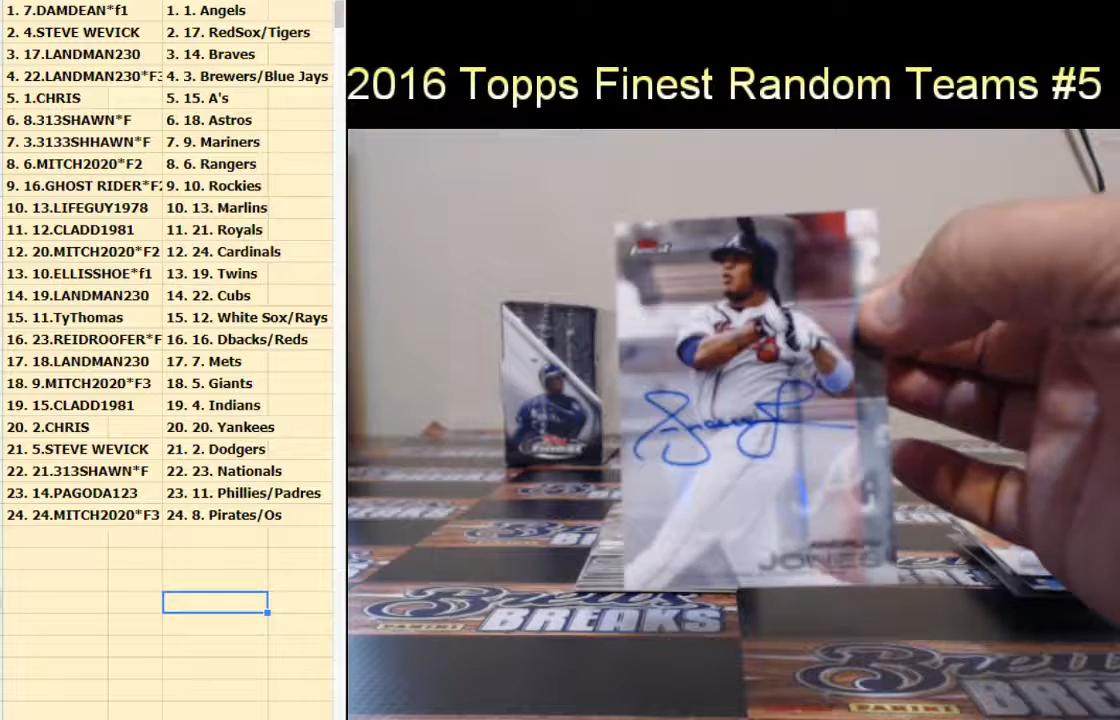 1. 7.DAMDEAN*f1 1. 1. Angels
2. 4.STEVE WEVICK 2. 17. RedSox/Tigers
3. 17.LANDMAN230 3. 14. Braves
4. 22.LANDMAN230*F3 4. 3. Brewers/Blue Jays
5. 1.CHRIS 5. 15. A's
6. 8.313SHAWN*F 6. 18. Astros
7. 3.3133SHHAWN*F 7. 9. Mariners
8. 6.MITCH2020*F2 8. 6. Rangers
9. 16.GHOST RIDER*F2 9. 10. Rockies
10. 13.LIFEGUY1978 10. 13. Marlins
11. 12.CLADD1981 11. 21. Royals
12. 20.MITCH2020*F2 12. 24. Cardinals
13. 10.ELLISSHOE*f1 13. 19. Twins
14. 19.LANDMAN230 14. 22. Cubs
15. 11.TyThomas 15. 12. White Sox/Rays
16. 23.REIDROOFER*F 16. 16. Dbacks/Reds
17. 18.LANDMAN230 17. 7. Mets
18. 9.MITCH2020*F3 18. 5. Giants
19. 15.CLADD1981 19. 4. Indians
20. 2.CHRIS 20. 20. Yankees
21. 5.STEVE WEVICK 21. 2. Dodgers
22. 21.313SHAWN*F 22. 23. Nationals
23. 14.PAGODA123 23. 11. Phillies/Padres
24. 24.MITCH2020*F3 24. 8. Pirates/Os
2016 Topps Finest Random Teams #5
Finest
JONES
Finest
Brews
PANINI BREAKS
Brews
PANINI BREAKS